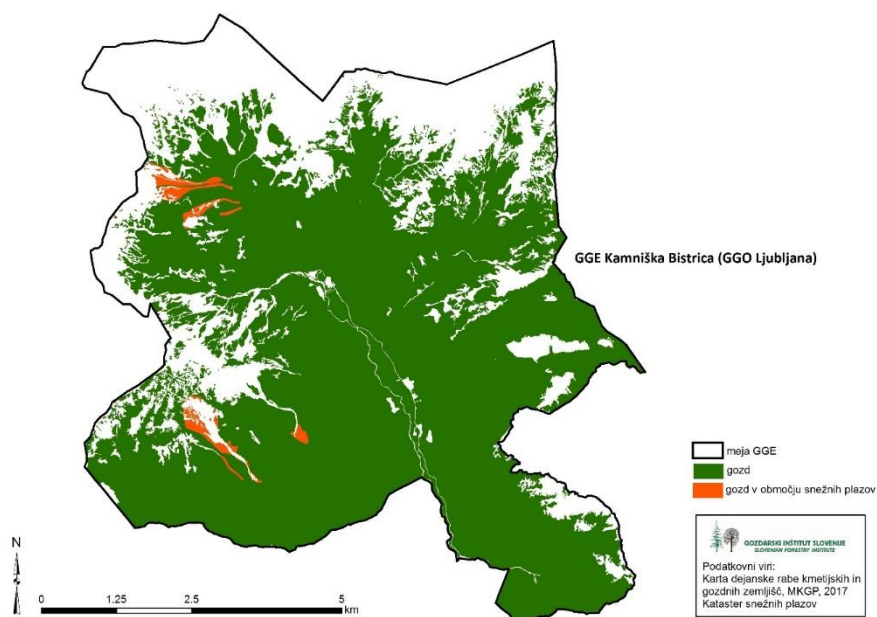 GGE Kamniška Bistrica (GGO Ljubljana)
meja GGE
gozd
gozd v območju snežnih plazov
N
0 1.25 2.5 5
km
GOZDARSKI INŠTITUT SLOVENIJE
SLOVENIAN FORESTRY INSTITUTE
Podatkovni viri:
Karta dejanske rabe kmetijskih in
gozdnih zemljišč, MKGP, 2017
Kataster snežnih plazov